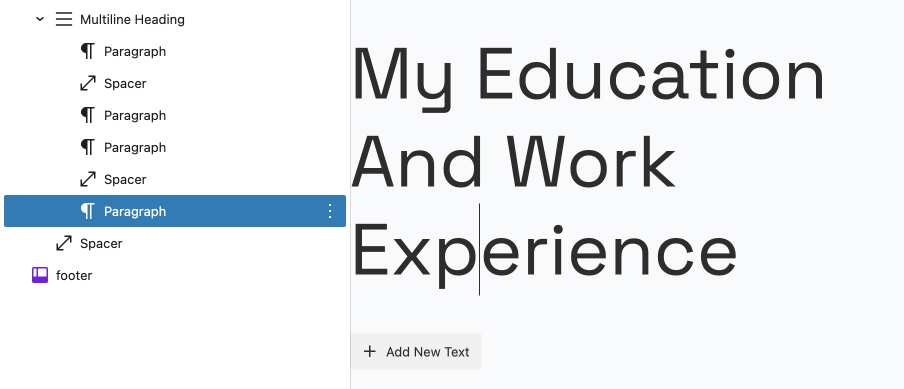 Multiline Heading
Paragraph
Spacer
Paragraph
Paragraph
Spacer
Paragraph
Spacer
footer
My Education
And Work
Experience
Add New Text